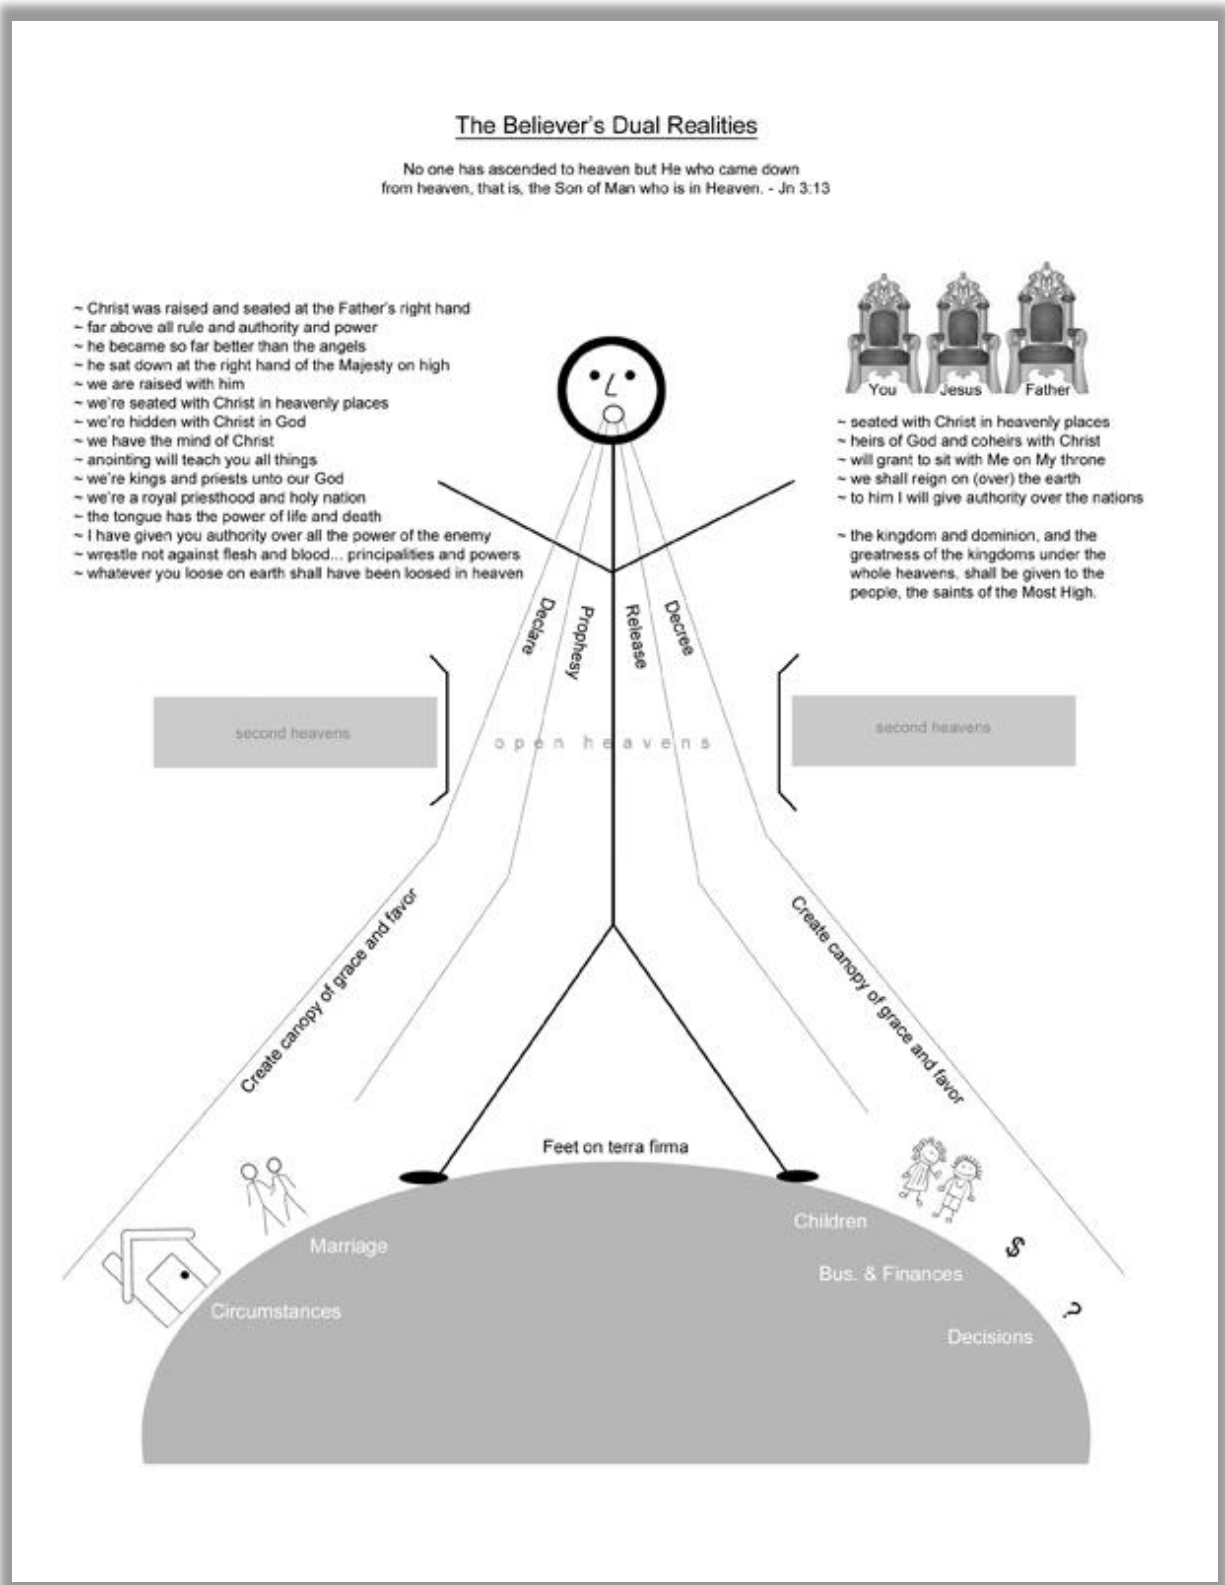 The Believer's Dual Realities
No one has ascended to heaven but He who came down
from heaven, that is, the Son of Man who is in Heaven. - Jn 3:13
~ Christ was raised and seated at the Father's right hand
~ far above all rule and authority and power
~ he became so far better than the angels
~ he sat down at the right hand of the Majesty on high
~ we are raised with him
~ we're seated with Christ in heavenly places
~ we're hidden with Christ in God
~ we have the mind of Christ
~ anointing will teach you all things
~ we're kings and priests unto our God
~ we're a royal priesthood and holy nation
~ the tongue has the power of life and death
~ I have given you authority over all the power of the enemy
~ wrestle not against flesh and blood... principalities and powers
~ whatever you loose on earth shall have been loosed in heaven
You Jesus Father
~ seated with Christ in heavenly places
~ heirs of God and coheirs with Christ
~ will grant to sit with Me on My throne
~ we shall reign on (over) the earth
~ to him I will give authority over the nations
~ the kingdom and dominion, and the
greatness of the kingdoms under the
whole heavens, shall be given to the
people, the saints of the Most High.
Declare
Prophesy
Release
Decree
second heavens
open heavens
second heavens
Create canopy of grace and favor
Create canopy of grace and favor
Feet on terra firma
Marriage
Circumstances
Children
$
Bus. & Finances
?
Decisions